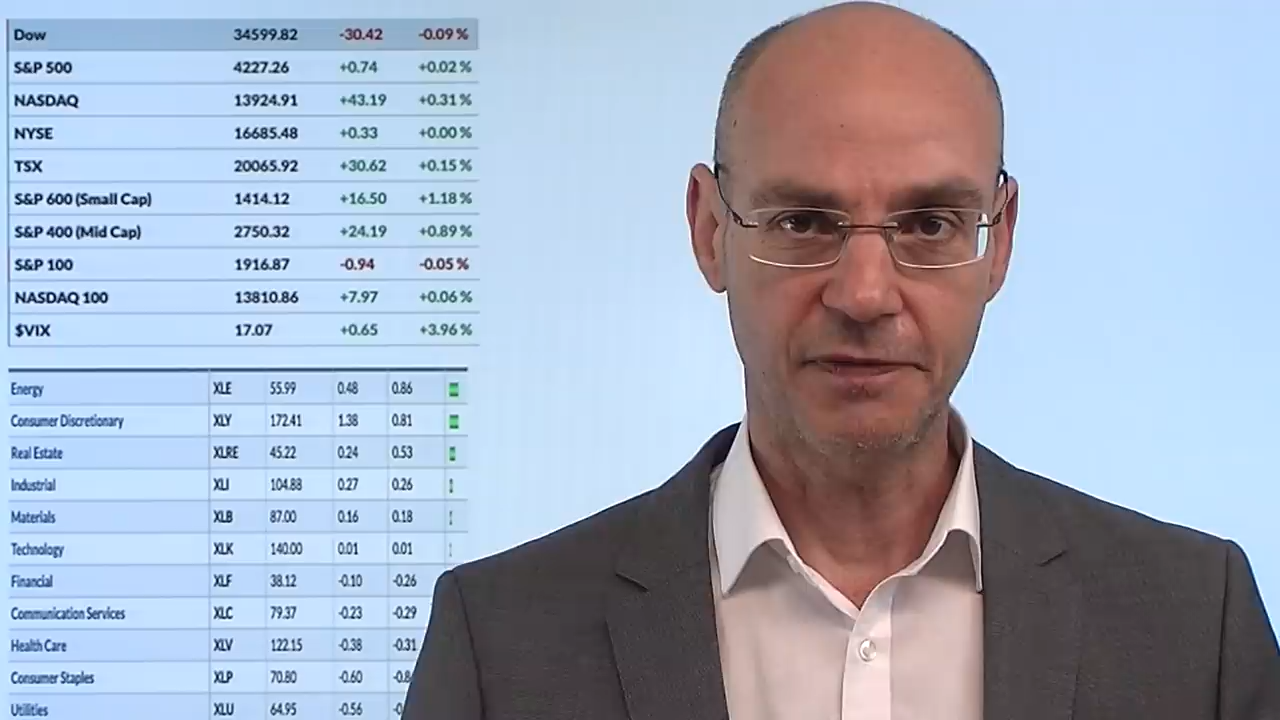 Dow 34599.82 -30.42 -0.09%
S&P 500 4227.26 +0.74 +0.02%
NASDAQ 13924.91 +43.19 +0.31%
NYSE 16685.48 +0.33 +0.00%
TSX 20065.92 +30.62 +0.15%
S&P 600 (Small Cap) 1414.12 +16.50 +1.18%
S&P 400 (Mid Cap) 2750.32 +24.19 +0.89%
S&P 100 1916.87 -0.94 -0.05%
NASDAQ 100 13810.86 +7.97 +0.06%
$VIX 17.07 +0.65 +3.96%
Energy XLE 55.99 0.48 0.86
Consumer Discretionary XLY 172.41 1.38 0.81
Real Estate XLRE 45.22 0.24 0.53
Industrial XLI 104.88 0.27 0.26
Materials XLB 87.00 0.16 0.18
Technology XLK 140.00 0.01 0.01
Financial XLF 38.12 -0.10 -0.26
Communication Services XLC 79.37 -0.23 -0.29
Health Care XLV 122.15 -0.38 -0.31
Consumer Staples XLP 70.80 -0.60
Utilities XLU 64.95 -0.56